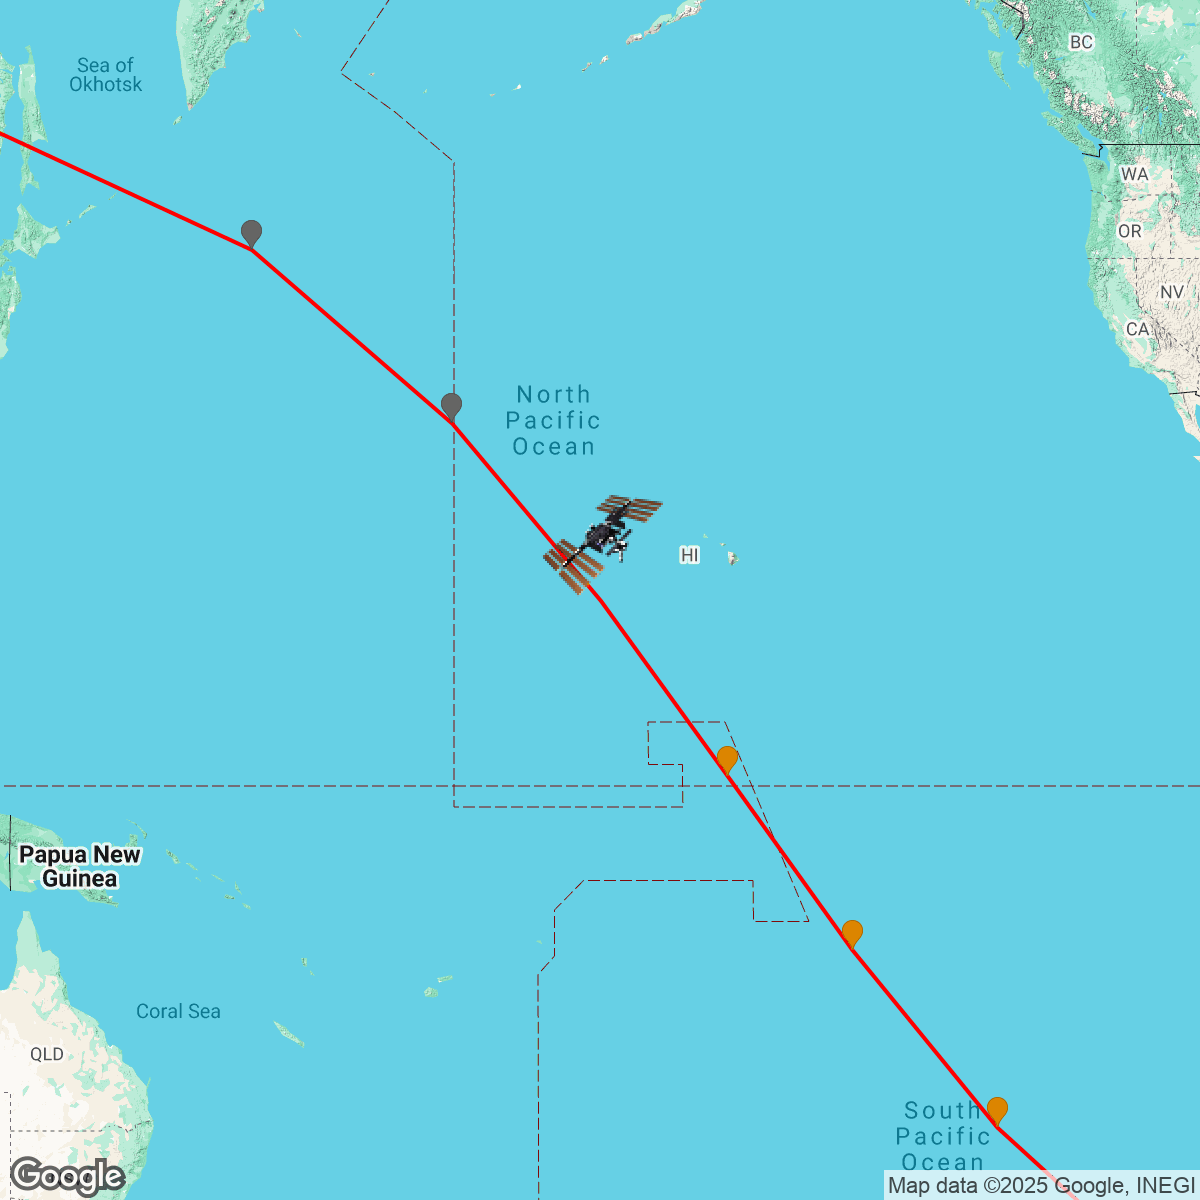 BC
Sea of
Okhotsk
WA
OR
NV
CA
North
Pacific
Ocean
HI
Papua New
Guinea
Coral Sea
QLD
South
Pacific
Ocean
Google
Map data ©2025 Google, INEGI